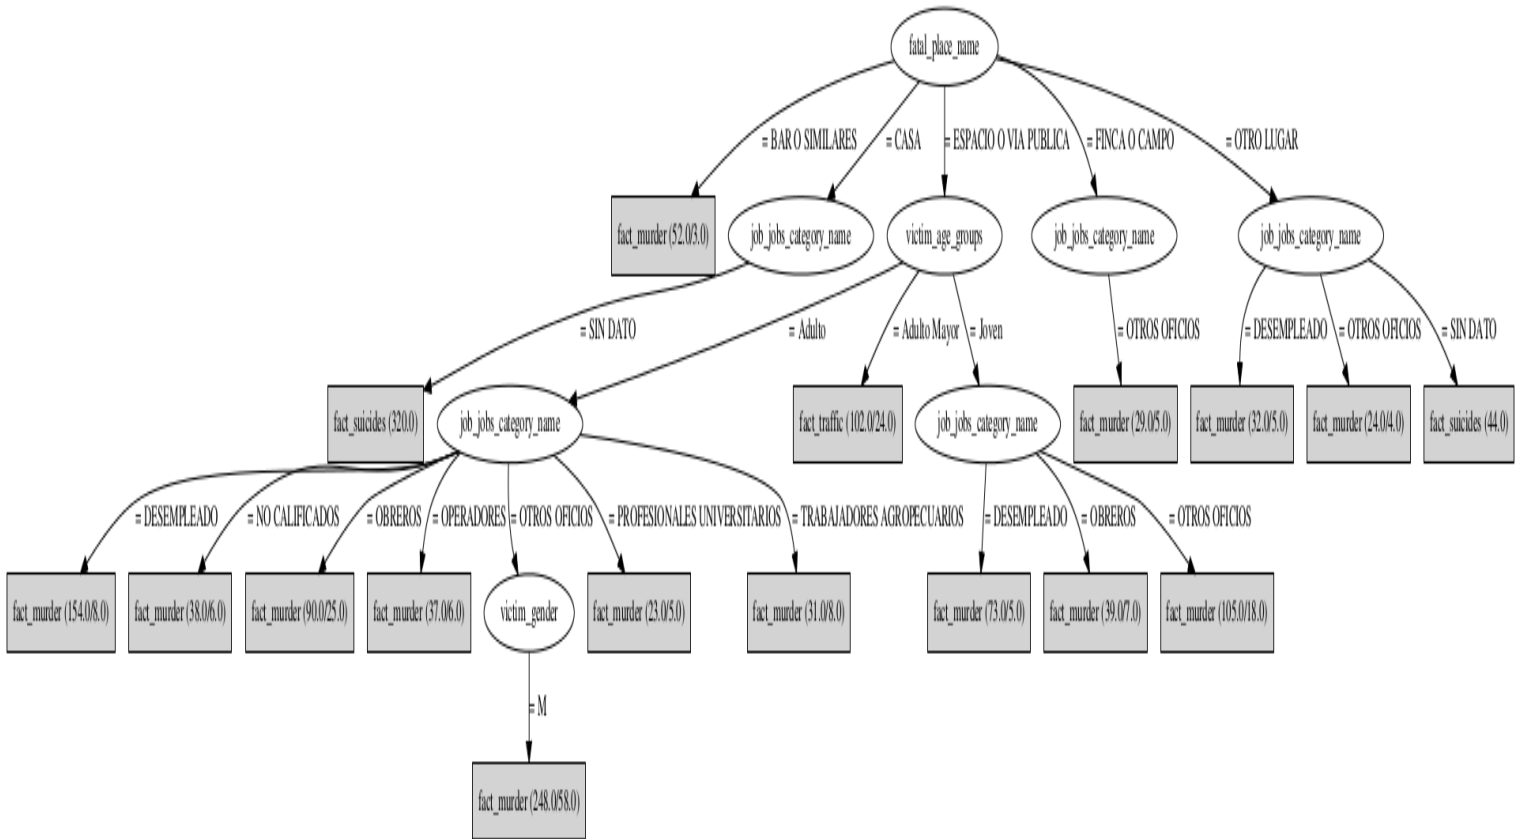 fatal_place_name
= BAR O SIMILARES
= CASA
= ESPACIO O VIA PUBLICA
= FINCA O CAMPO
= OTRO LUGAR
fact_murder (52.0/3.0)
job_jobs_category_name
victim_age_groups
job_jobs_category_name
job_jobs_category_name
= SIN DATO
= Adulto
= Adulto Mayor
= Joven
= OTROS OFICIOS
= DESEMPLEADO
= OTROS OFICIOS
= SIN DATO
fact_suicides (320.0)
job_jobs_category_name
fact_traffic (102.0/24.0)
job_jobs_category_name
fact_murder (29.0/5.0)
fact_murder (32.0/5.0)
fact_murder (24.0/4.0)
fact_suicides (44.0)
= DESEMPLEADO
= NO CALIFICADOS
= OBREROS
= OPERADORES
= OTROS OFICIOS
= PROFESIONALES UNIVERSITARIOS
= TRABAJADORES AGROPECUARIOS
= DESEMPLEADO
= OBREROS
= OTROS OFICIOS
fact_murder (154.0/8.0)
fact_murder (38.0/6.0)
fact_murder (90.0/25.0)
fact_murder (37.0/6.0)
victim_gender
fact_murder (23.0/5.0)
fact_murder (31.0/8.0)
fact_murder (73.0/5.0)
fact_murder (39.0/7.0)
fact_murder (105.0/18.0)
= M
fact_murder (248.0/58.0)